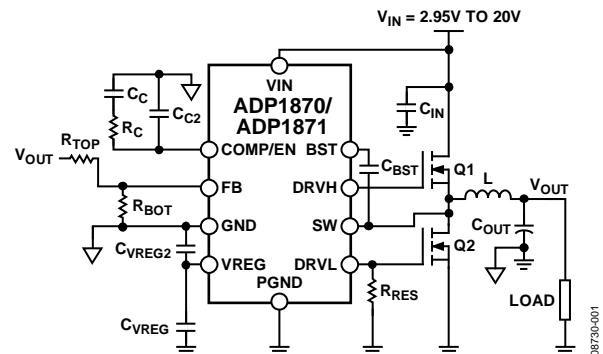 V_IN = 2.95V TO 20V
VIN
ADP1870/
ADP1871
C_C
R_C
C_C2
C_IN
R_TOP
V_OUT
COMP/EN
BST
C_BST
Q1
L
V_OUT
FB
DRVH
R_BOT
GND
SW
C_OUT
Q2
C_VREG2
VREG
DRVL
PGND
R_RES
LOAD
C_VREG
08730-001